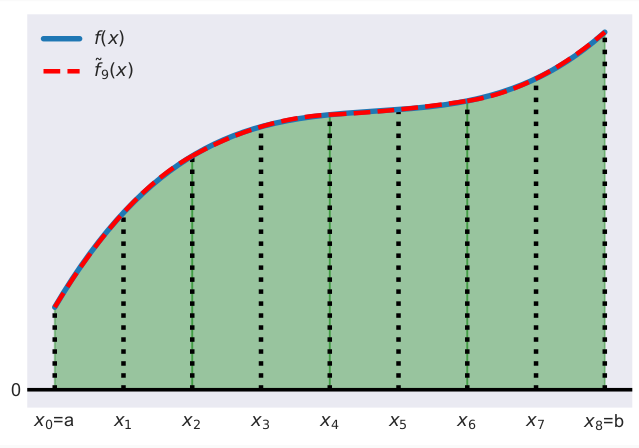 f(x)
f̃₉(x)
0
x₀=a x₁ x₂ x₃ x₄ x₅ x₆ x₇ x₈=b